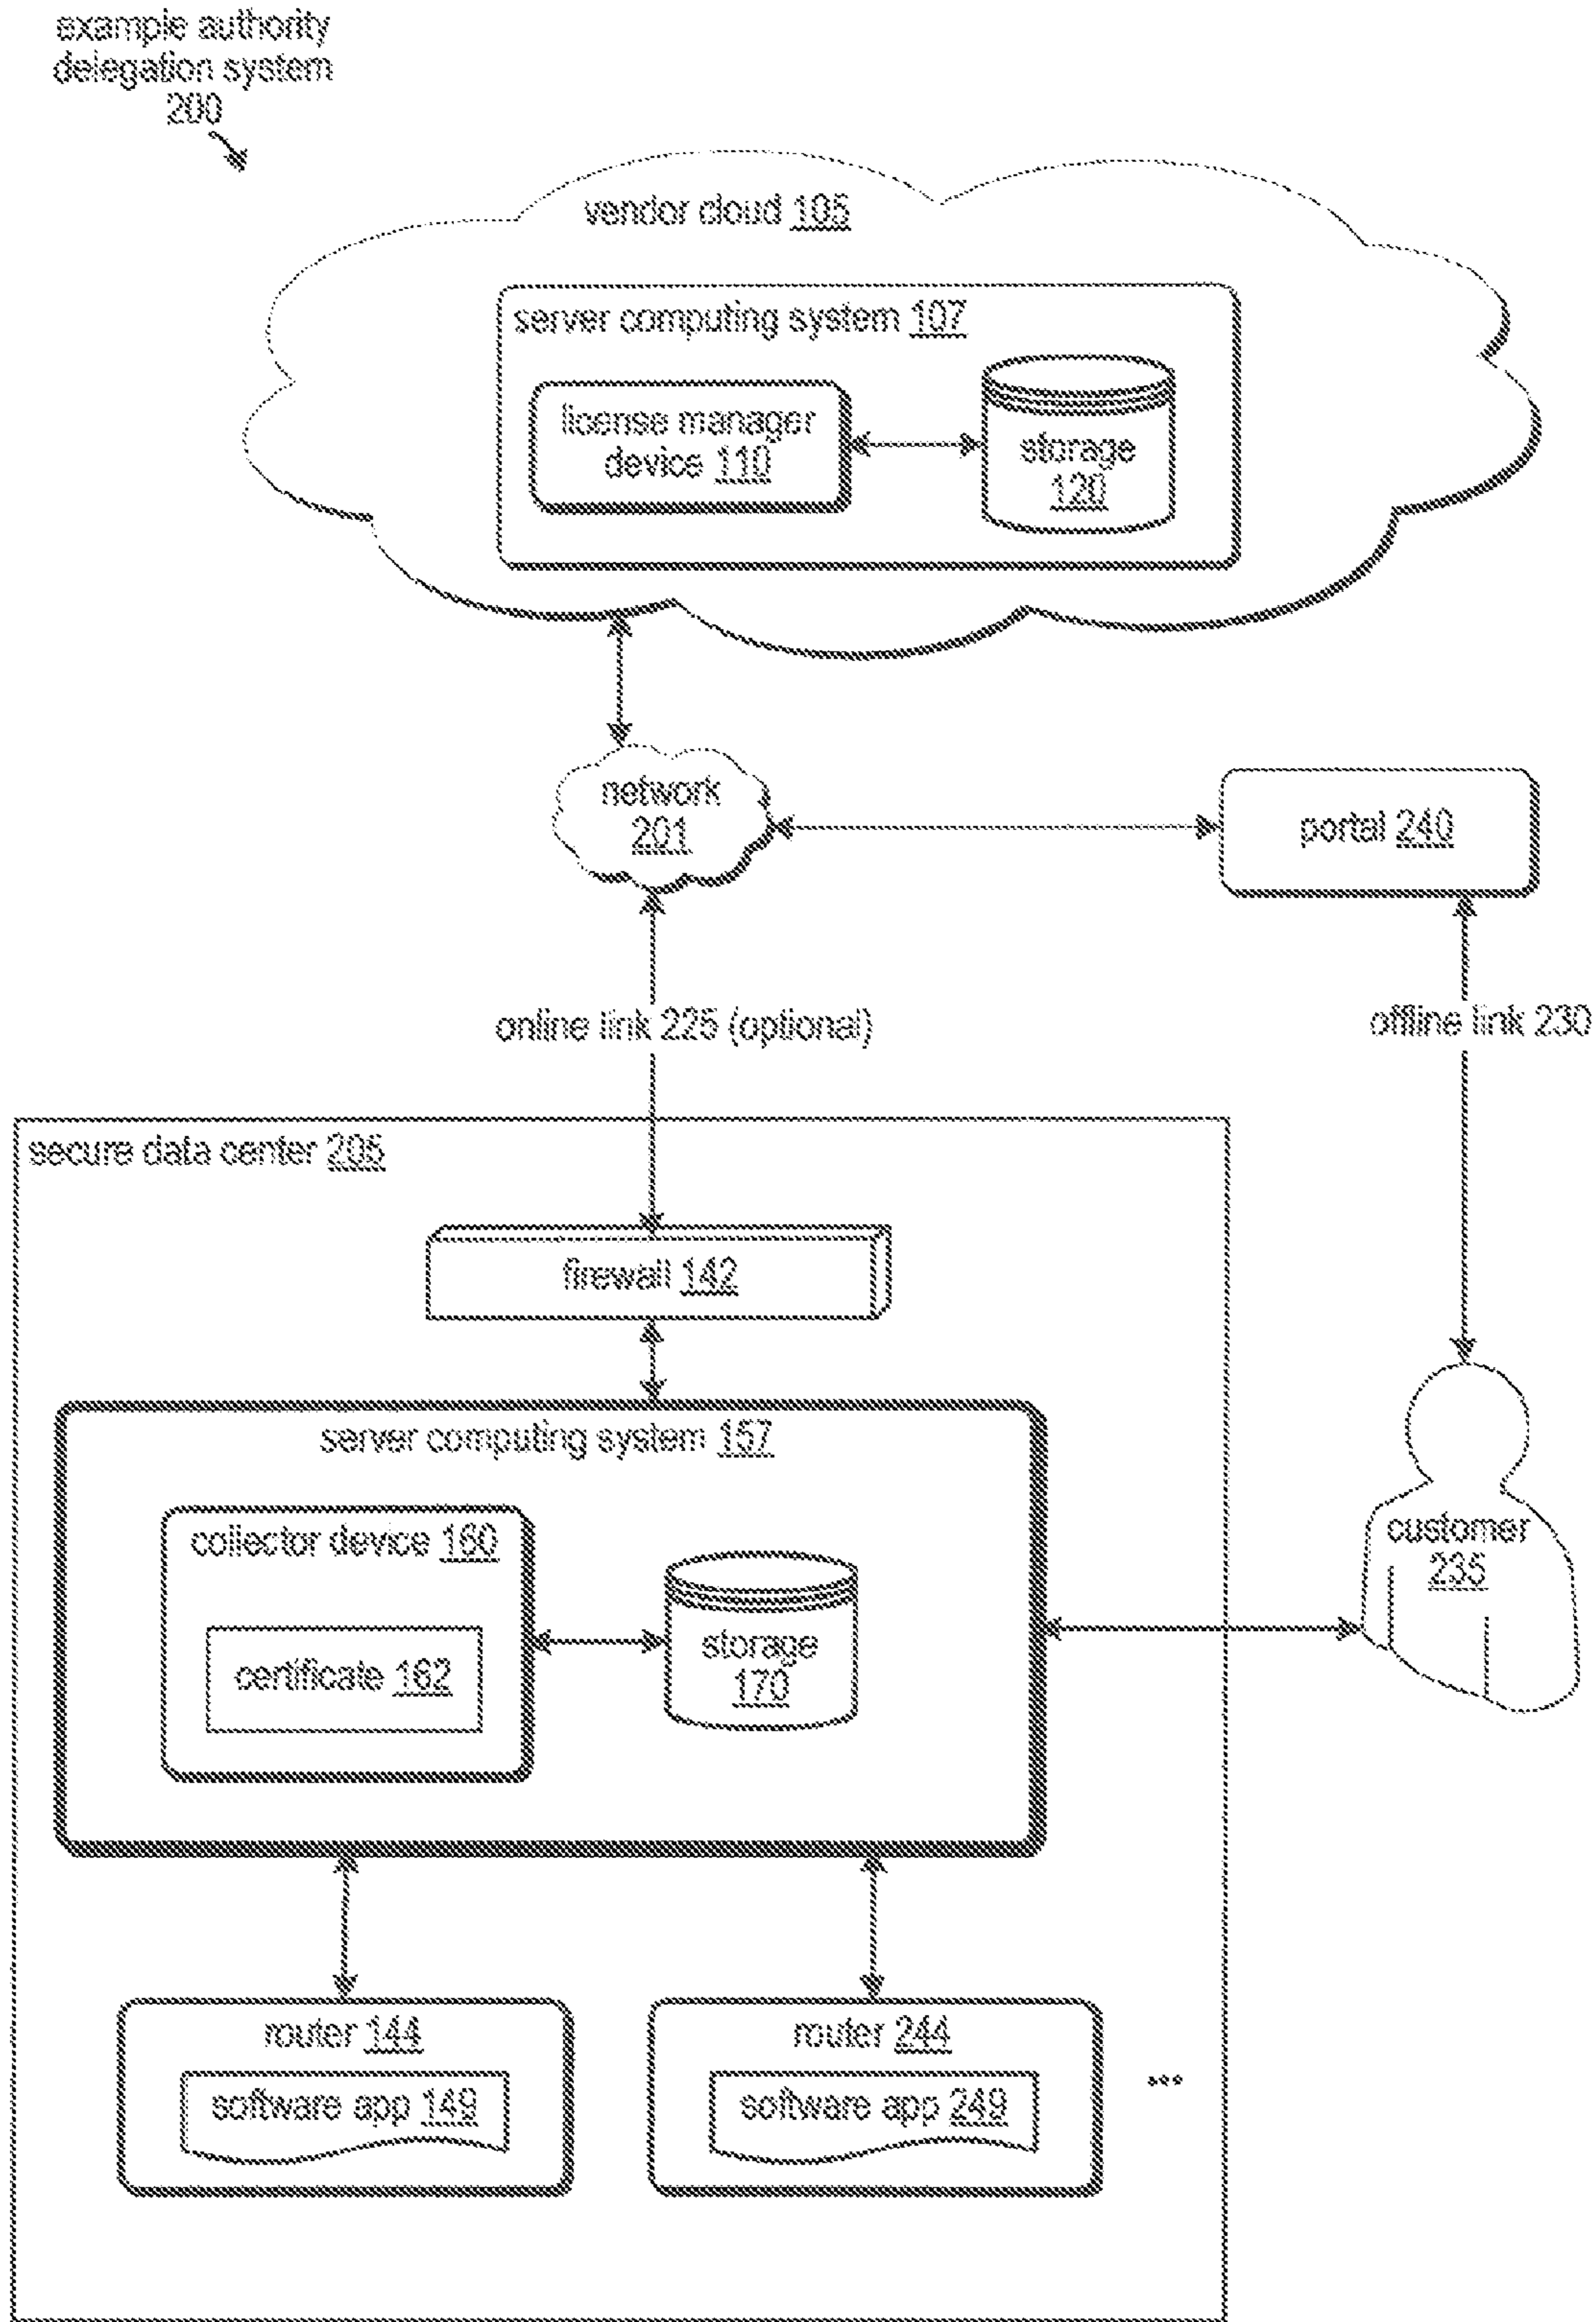 example authority
delegation system
200
vendor cloud 105
server computing system 107
license manager
device 110
storage
120
network
201
portal 240
online link 225 (optional)
offline link 230
secure data center 205
firewall 142
server computing system 157
collector device 160
certificate 162
storage
170
customer
235
router 144
software app 149
router 244
software app 249
...